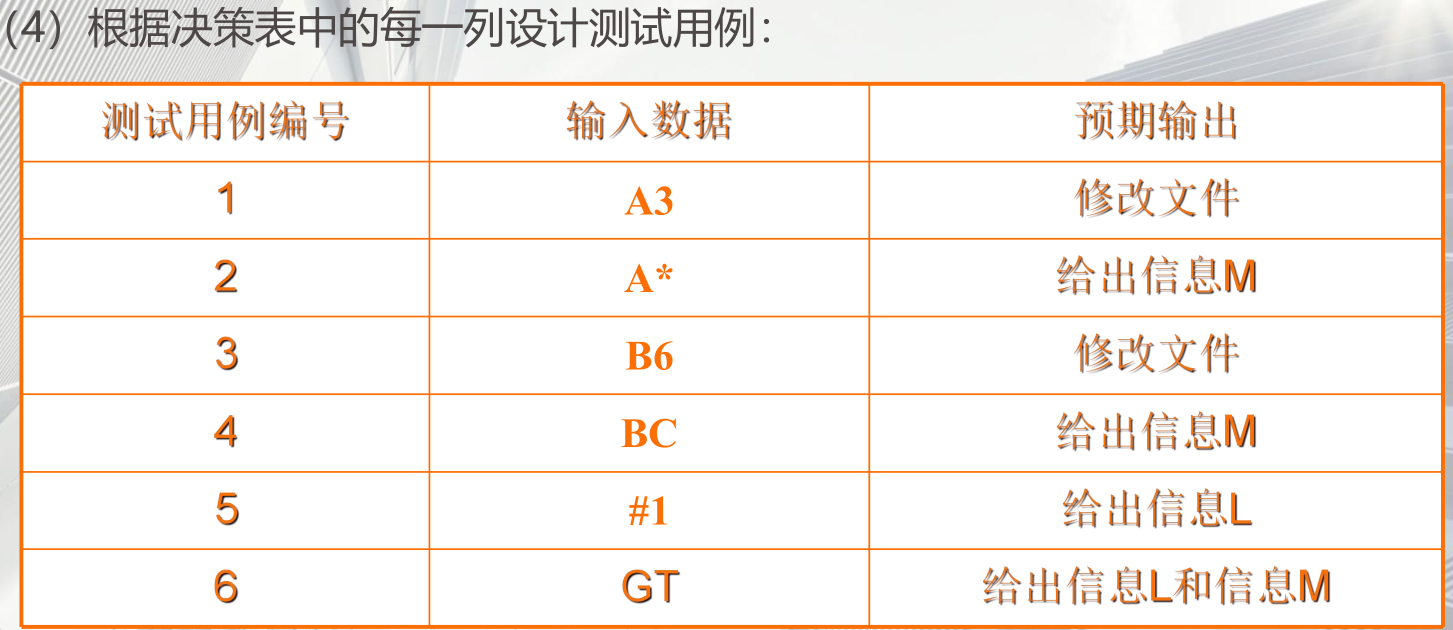 (4) 根据决策表中的每一列设计测试用例：
测试用例编号 输入数据 预期输出
1 A3 修改文件
2 A* 给出信息M
3 B6 修改文件
4 BC 给出信息M
5 #1 给出信息L
6 GT 给出信息L和信息M